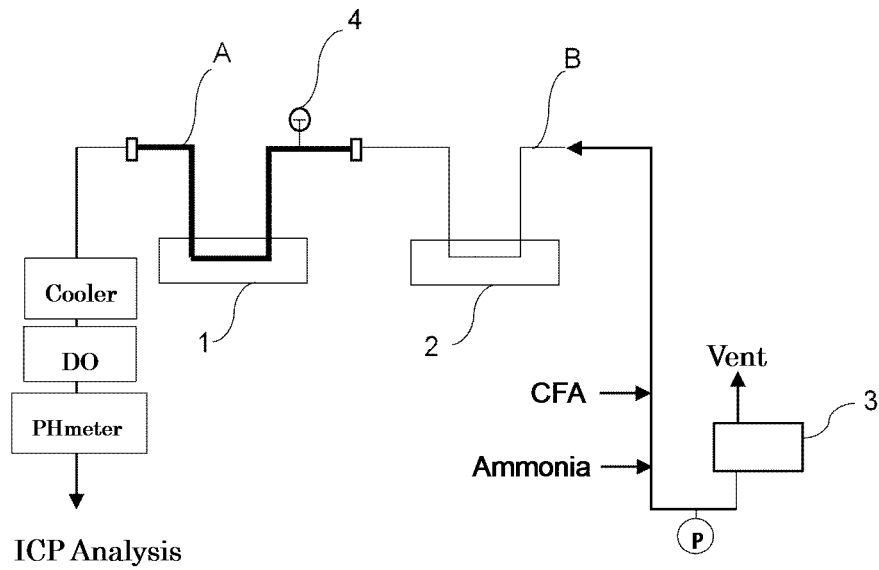 4
A
B
Cooler
1
2
DO
Vent
CFA
3
PHmeter
Ammonia
P
ICP Analysis